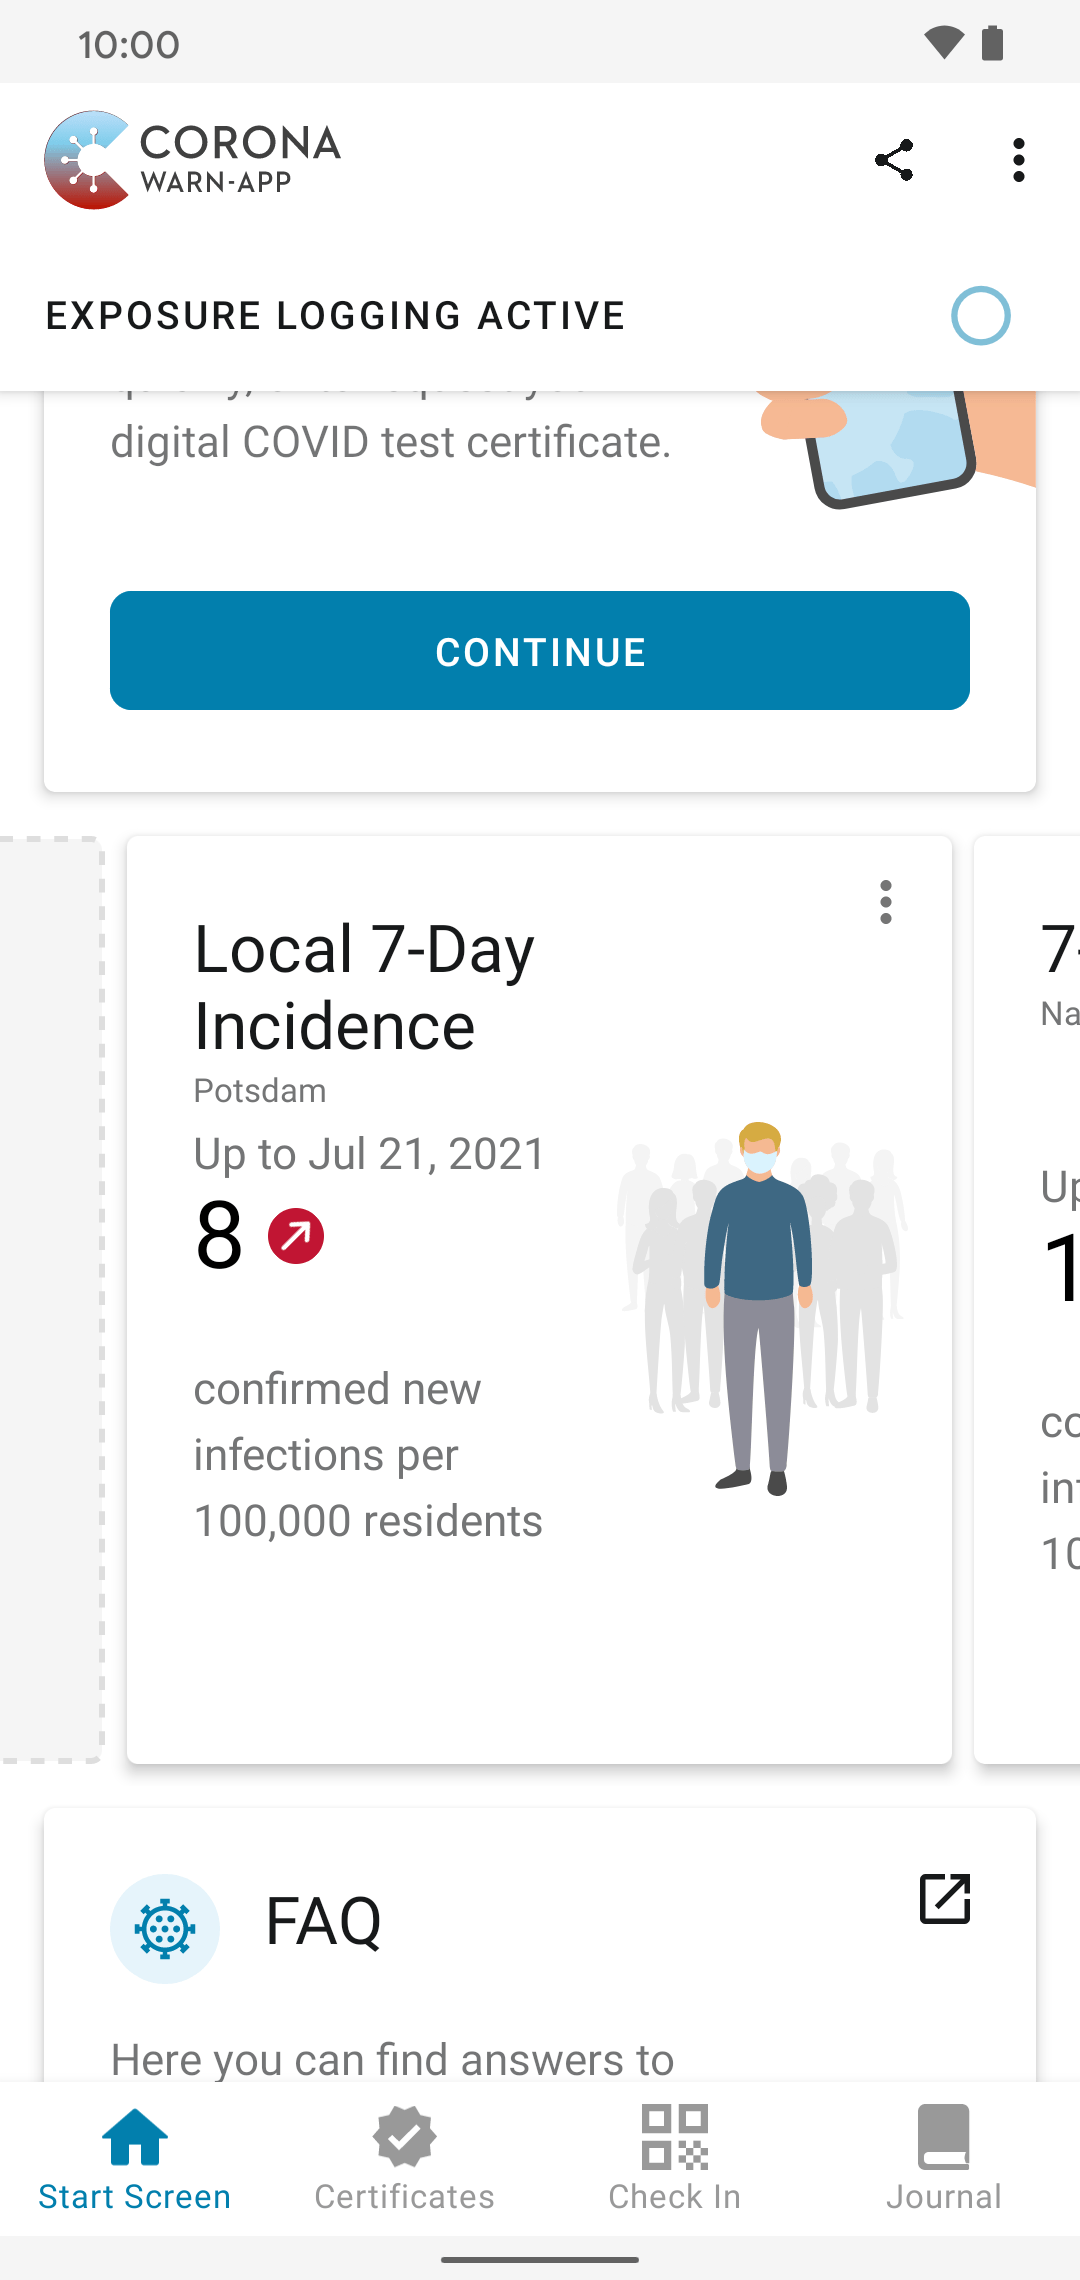 10:00
CORONA
WARN-APP
EXPOSURE LOGGING ACTIVE
digital COVID test certificate.
CONTINUE
Local 7-Day
Incidence
Potsdam
Up to Jul 21, 2021
8
confirmed new
infections per
100,000 residents
7-
Na
Up
1
co
in
10
FAQ
Here you can find answers to
Start Screen
Certificates
Check In
Journal